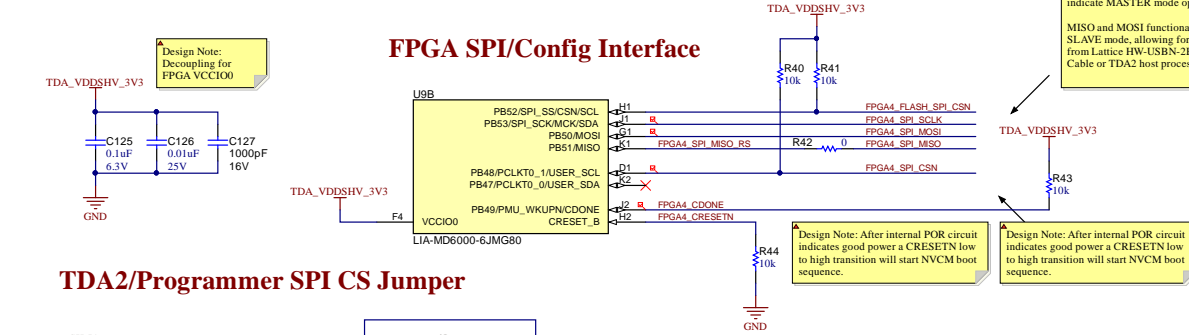 indicate MASTER mode op
MISO and MOSI functiona
SLAVE mode, allowing for
from Lattice HW-USBN-2
Cable or TDA2 host proces
TDA_VDDSHV_3V3
FPGA SPI/Config Interface
Design Note:
Decoupling for
FPGA VCCIO0
TDA_VDDSHV_3V3
R40
10k
R41
10k
U9B
PB52/SPI_SS/CSN/SCL
H1
FPGA4_FLASH_SPI_CSN
PB53/SPI_SCK/MCK/SDA
J1
FPGA4_SPI_SCLK
PB50/MOSI
G1
FPGA4_SPI_MOSI
PB51/MISO
K1
FPGA4_SPI_MISO_RS
R42
0
FPGA4_SPI_MISO
PB48/PCLKT0_1/USER_SCL
D1
FPGA4_SPI_CSN
PB47/PCLKT0_0/USER_SDA
K2
PB49/PMU_WKUPN/CDONE
J2
FPGA4_CDONE
CRESET_B
H2
FPGA4_CRESETN
F4
VCCIO0
LIA-MD6000-6JMG80
C125
0.1uF
6.3V
C126
0.01uF
25V
C127
1000pF
16V
GND
TDA_VDDSHV_3V3
TDA_VDDSHV_3V3
R43
10k
R44
10k
GND
Design Note: After internal POR circuit
indicates good power a CRESETN low
to high transition will start NVCM boot
sequence.
Design Note: After internal POR circuit
indicates good power a CRESETN low
to high transition will start NVCM boot
sequence.
TDA2/Programmer SPI CS Jumper